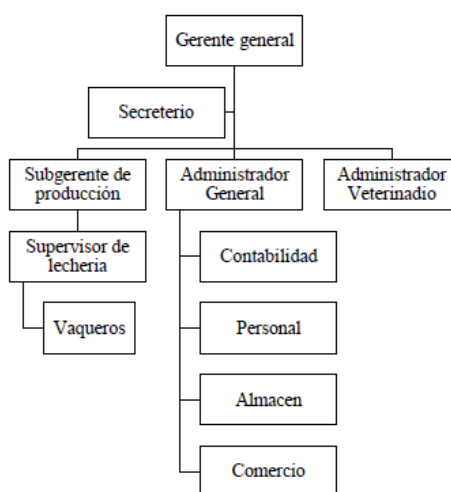 Gerente general
Secreterio
Subgerente de
producción
Administrador
General
Administrador
Veterinadio
Supervisor de
lecheria
Contabilidad
Vaqueros
Personal
Almacen
Comercio